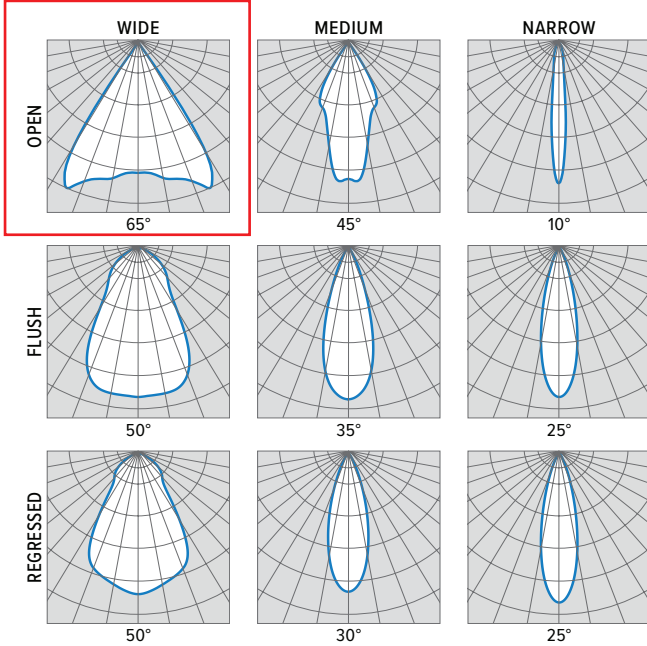 WIDE MEDIUM NARROW
OPEN
65° 45° 10°
FLUSH
50° 35° 25°
REGRESSED
50° 30° 25°